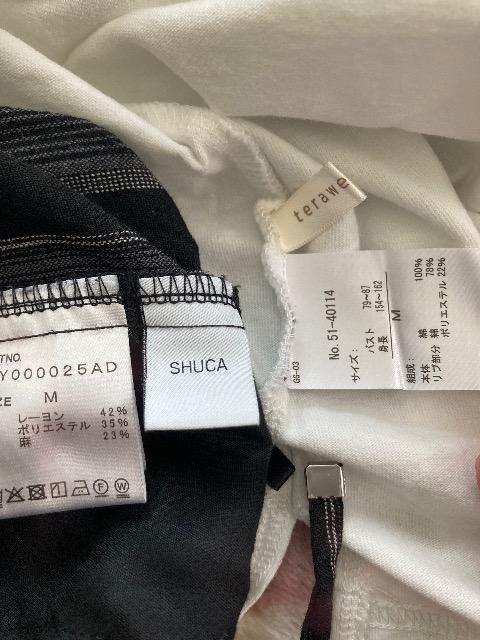 terawe
No. 51-40114
サイズ:
バスト 79~87
身長 154~162
M
組成:
本体 綿 100%
リブ部分 綿 78%
ポリエステル 22%
GG-03
SHUCA
TNO.
Y000025AD
ZE M
レーヨン 42%
ポリエステル 35%
麻 23%